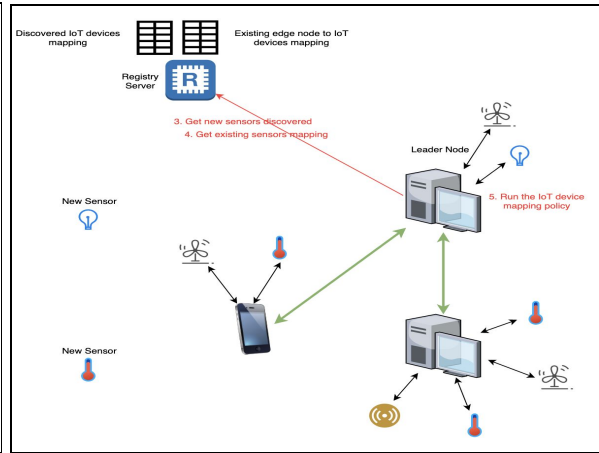 Discovered IoT devices
mapping
Existing edge node to IoT
devices mapping
Registry
Server
R
3. Get new sensors discovered
4. Get existing sensors mapping
Leader Node
5. Run the IoT device
mapping policy
New Sensor
New Sensor